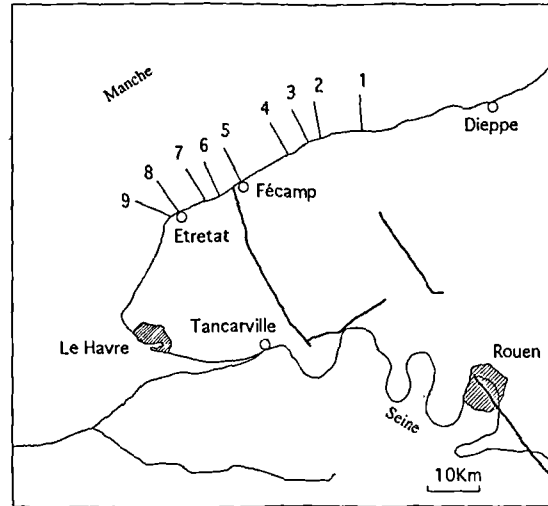 Manche
1
2
3
4
5
6
7
8
9
Dieppe
Fécamp
Etretat
Tancarville
Le Havre
Rouen
Seine
10Km